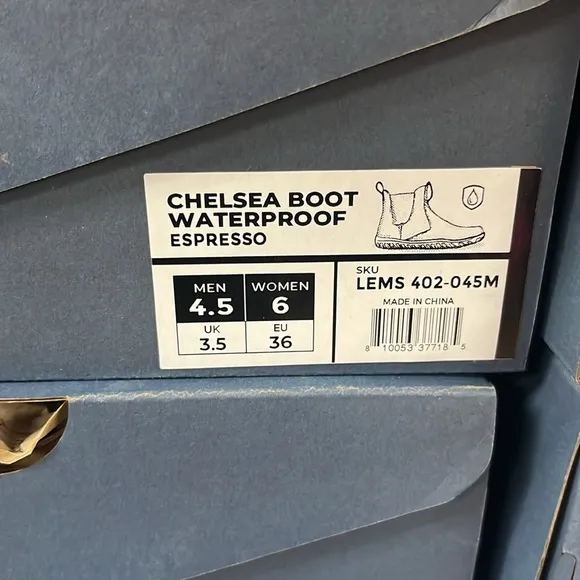 CHELSEA BOOT
WATERPROOF
ESPRESSO
MEN
4.5
WOMEN
6
UK
3.5
EU
36
SKU
LEMS 402-045M
MADE IN CHINA
8 10053 37718 5